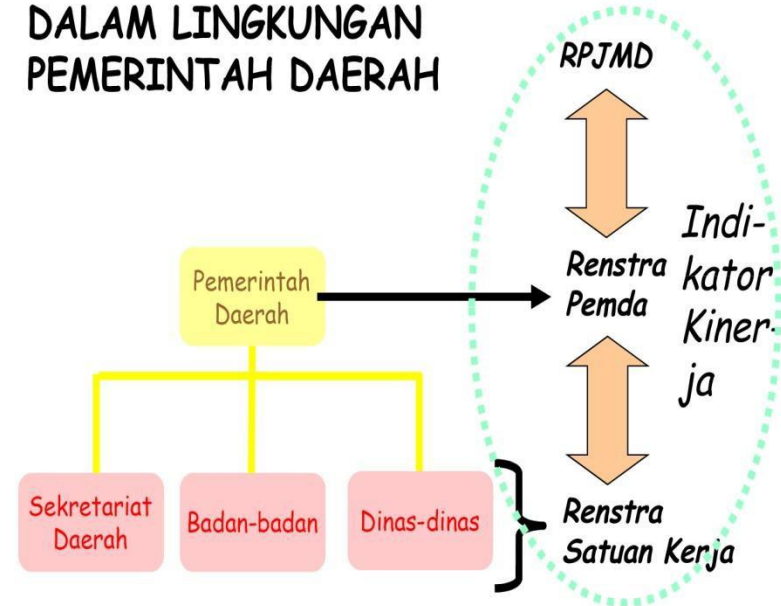 DALAM LINGKUNGAN
PEMERINTAH DAERAH
RPJMD
Indi-
kator
Kiner-
ja
Renstra
Pemda
Pemerintah
Daerah
Sekretariat
Daerah
Badan-badan
Dinas-dinas
Renstra
Satuan Kerja